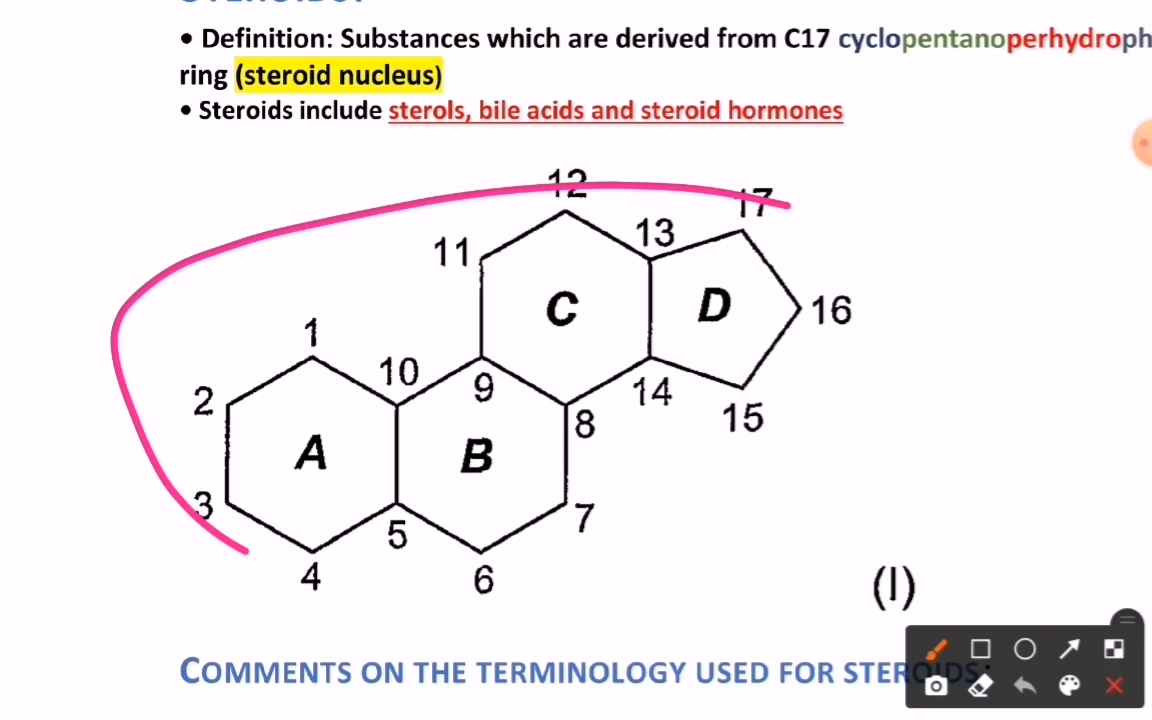 • Definition: Substances which are derived from C17 cyclopentanoperhydroph
ring (steroid nucleus)
• Steroids include sterols, bile acids and steroid hormones
12
17
13
11
C
D
16
1
10
9
14
2
8
15
A
B
3
5
7
4
6
(I)
COMMENTS ON THE TERMINOLOGY USED FOR STEROIDS: